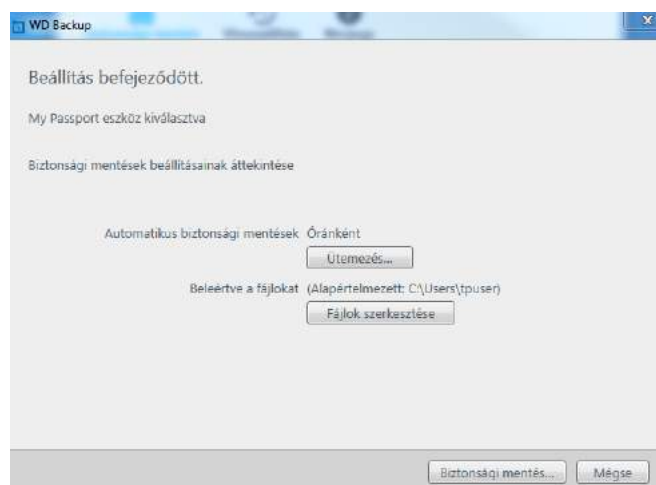 WD Backup
Beállítás befejeződött.
My Passport eszköz kiválasztva
Biztonsági mentések beállításainak áttekintése
Automatikus biztonsági mentések Óránként
Ütemezés...
Beleértve a fájlokat (Alapértelmezett: C:\Users\tpuser)
Fájlok szerkesztése
Biztonsági mentés... Mégse